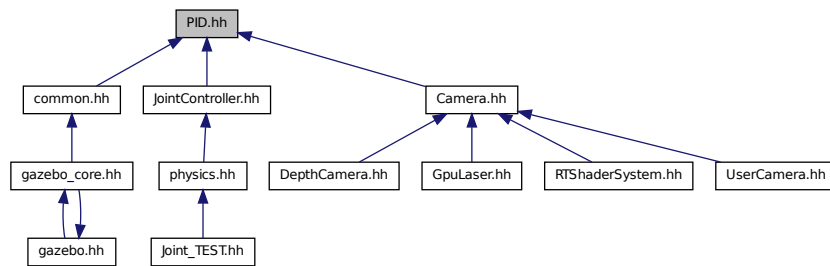 PID.hh
common.hh
JointController.hh
Camera.hh
gazebo_core.hh
physics.hh
DepthCamera.hh
GpuLaser.hh
RTShaderSystem.hh
UserCamera.hh
gazebo.hh
Joint_TEST.hh